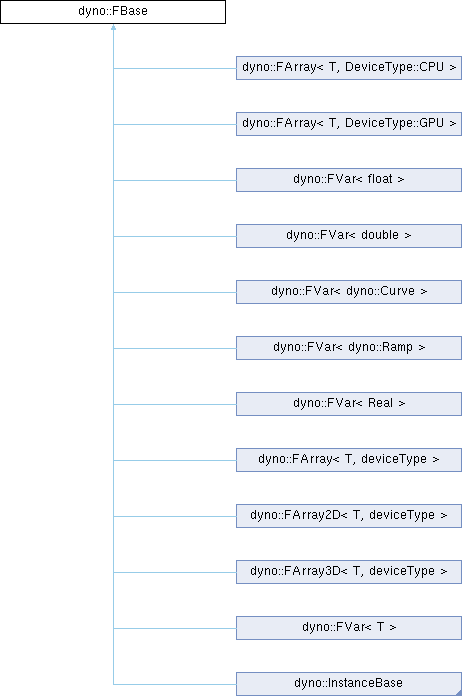 dyno::FBase
dyno::FArray< T, DeviceType::CPU >
dyno::FArray< T, DeviceType::GPU >
dyno::FVar< float >
dyno::FVar< double >
dyno::FVar< dyno::Curve >
dyno::FVar< dyno::Ramp >
dyno::FVar< Real >
dyno::FArray< T, deviceType >
dyno::FArray2D< T, deviceType >
dyno::FArray3D< T, deviceType >
dyno::FVar< T >
dyno::InstanceBase